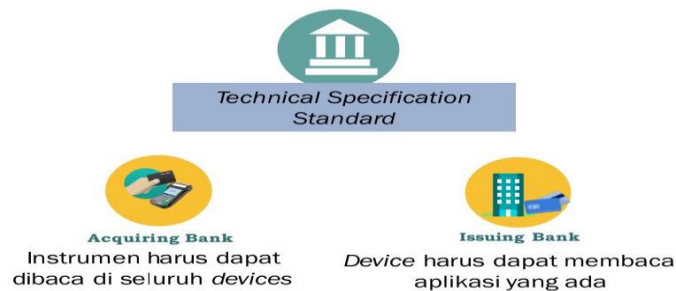 Technical Specification
Standard
Acquiring Bank
Instrumen harus dapat
dibaca di seluruh devices
Issuing Bank
Device harus dapat membaca
aplikasi yang ada